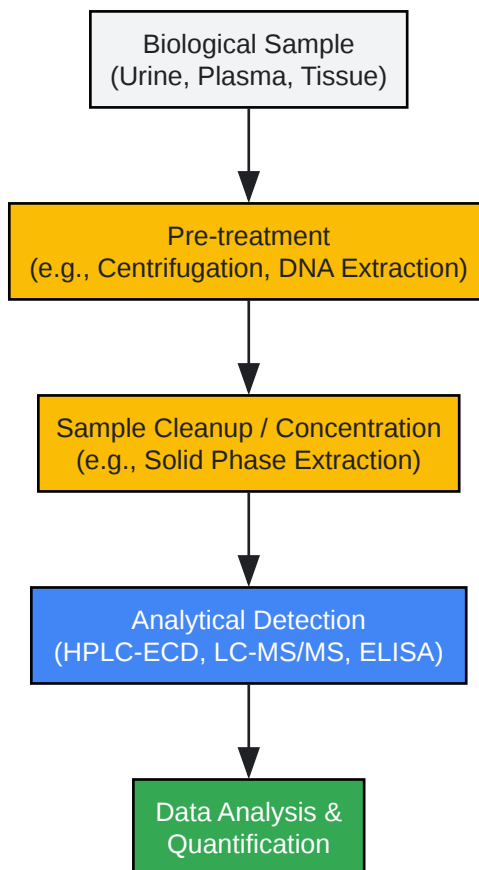 Biological Sample
(Urine, Plasma, Tissue)
Pre-treatment
(e.g., Centrifugation, DNA Extraction)
Sample Cleanup / Concentration
(e.g., Solid Phase Extraction)
Analytical Detection
(HPLC-ECD, LC-MS/MS, ELISA)
Data Analysis &
Quantification